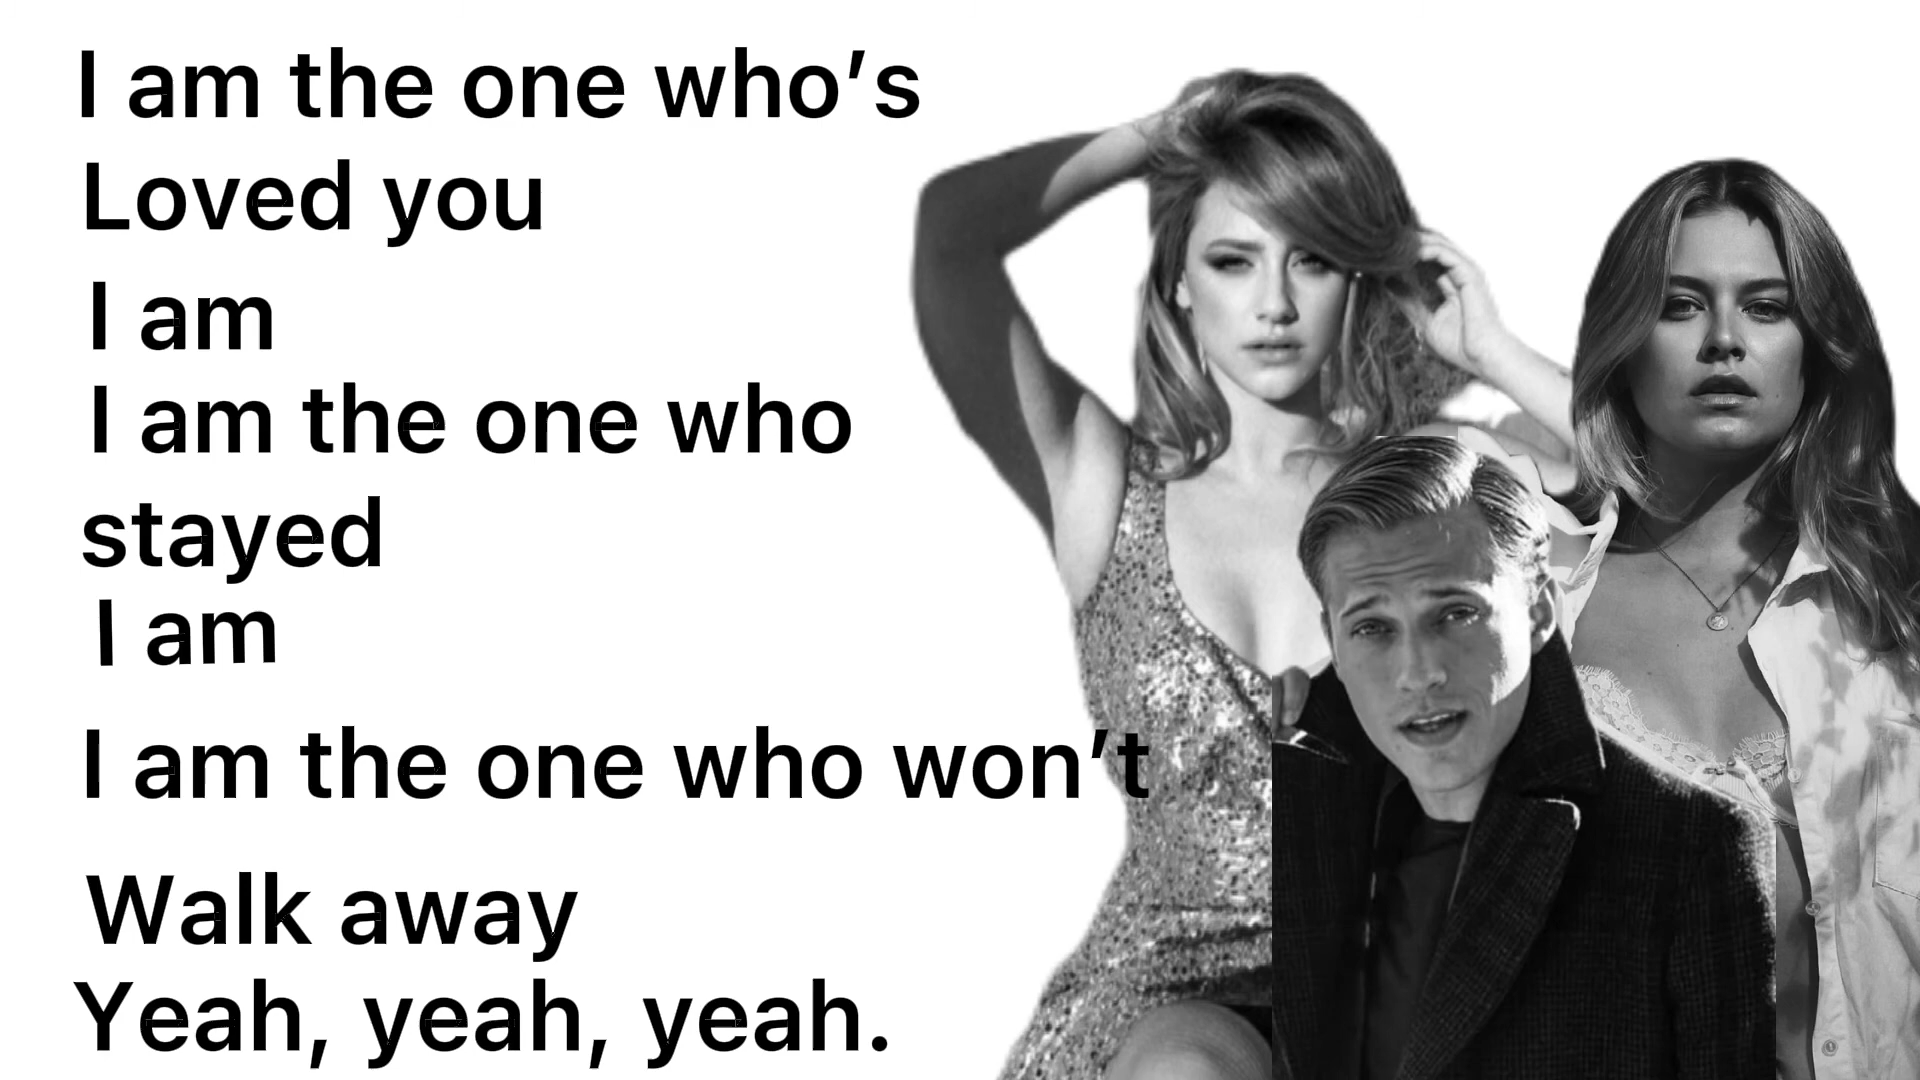 I am the one who’s
Loved you
I am
I am the one who
stayed
I am
I am the one who won’t
Walk away
Yeah, yeah, yeah.